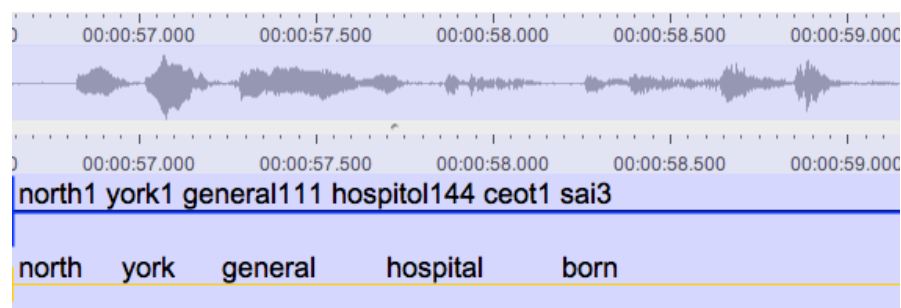 00:00:57.000 00:00:57.500 00:00:58.000 00:00:58.500 00:00:59.000
00:00:57.000 00:00:57.500 00:00:58.000 00:00:58.500 00:00:59.000
north1 york1 general111 hospitol144 ceot1 sai3
north york general hospital born